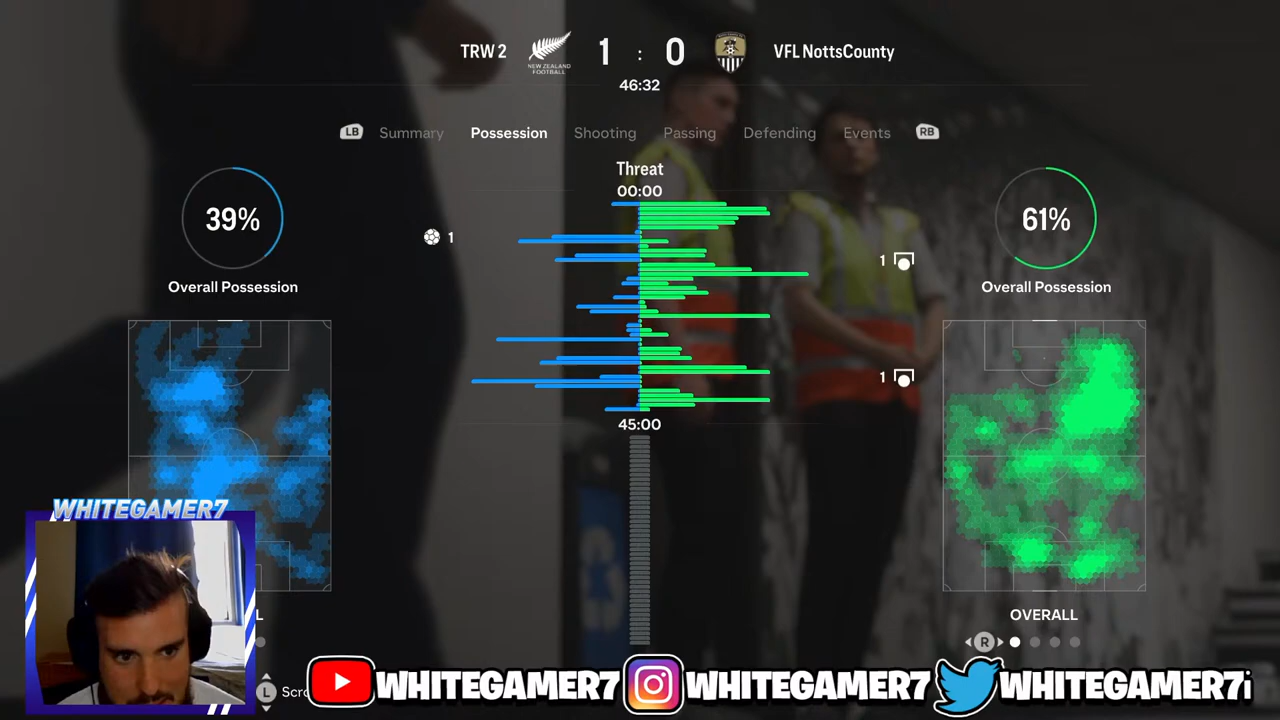 TRW 2 NEW ZEALAND FOOTBALL 1 : 0 VFL NottsCounty
46:32
LB Summary Possession Shooting Passing Defending Events RB
Threat
00:00
39%
61%
1
1
Overall Possession
Overall Possession
1
45:00
WHITEGAMER7
L
OVERALL
R
L Scro
WHITEGAMER7 WHITEGAMER7 WHITEGAMER7i